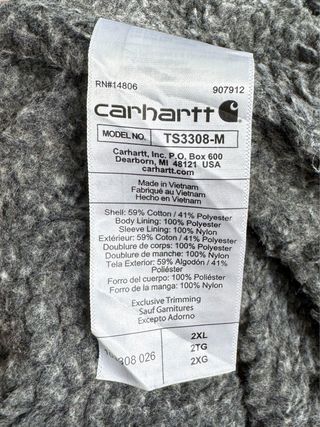 RN#14806 907912
carhartt
MODEL NO. TS3308-M
Carhartt, Inc. P.O. Box 600
Dearborn, MI 48121 USA
carhartt.com
Made in Vietnam
Fabriqué au Vietnam
Hecho en Vietnam
Shell: 59% Cotton / 41% Polyester
Body Lining: 100% Polyester
Sleeve Lining: 100% Nylon
Extérieur: 59% Coton / 41% Polyester
Doublure de corps: 100% Polyester
Doublure de manche: 100% Nylon
Tela Exterior: 59% Algodón / 41%
Poliéster
Forro del cuerpo: 100% Poliéster
Forro de la manga: 100% Nylon
Exclusive Trimming
Sauf Garnitures
Excepto Adorno
2XL
3308 026 2TG
2XG